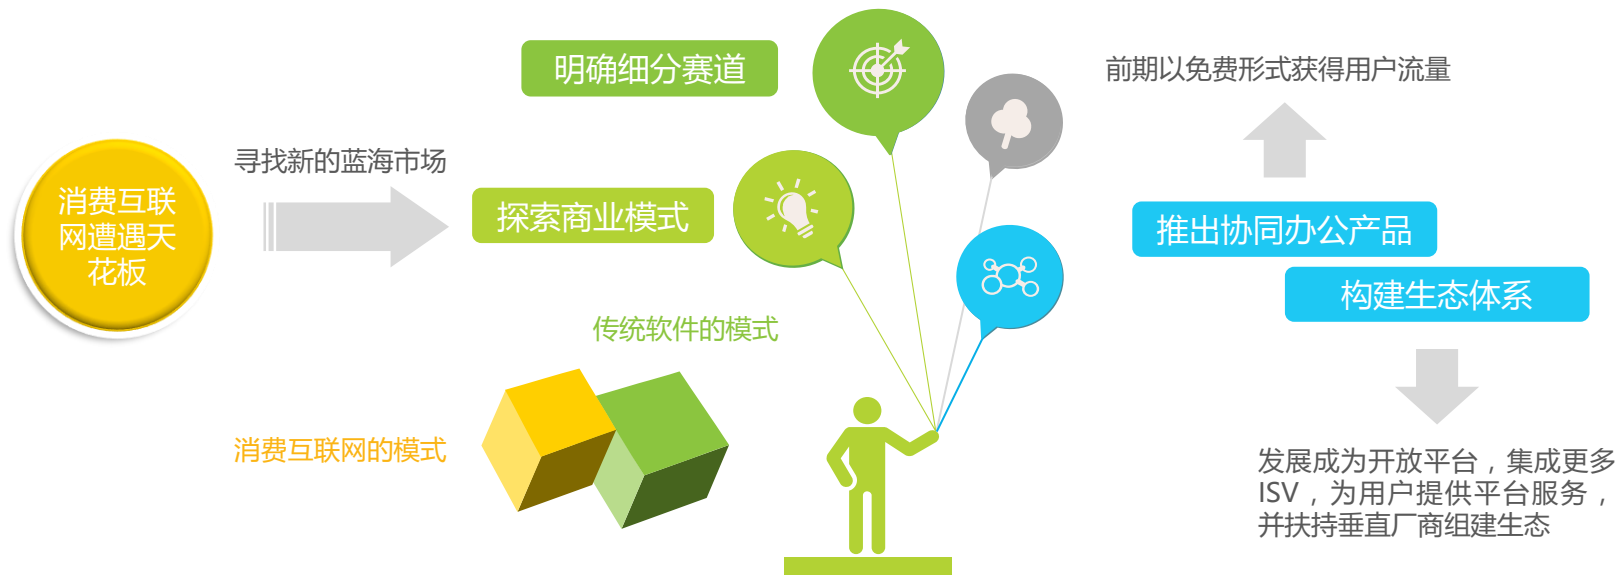 消费互联
网遭遇天
花板
寻找新的蓝海市场
明确细分赛道
探索商业模式
传统软件的模式
消费互联网的模式
前期以免费形式获得用户流量
推出协同办公产品
构建生态体系
发展成为开放平台，集成更多
ISV，为用户提供平台服务，
并扶持垂直厂商组建生态